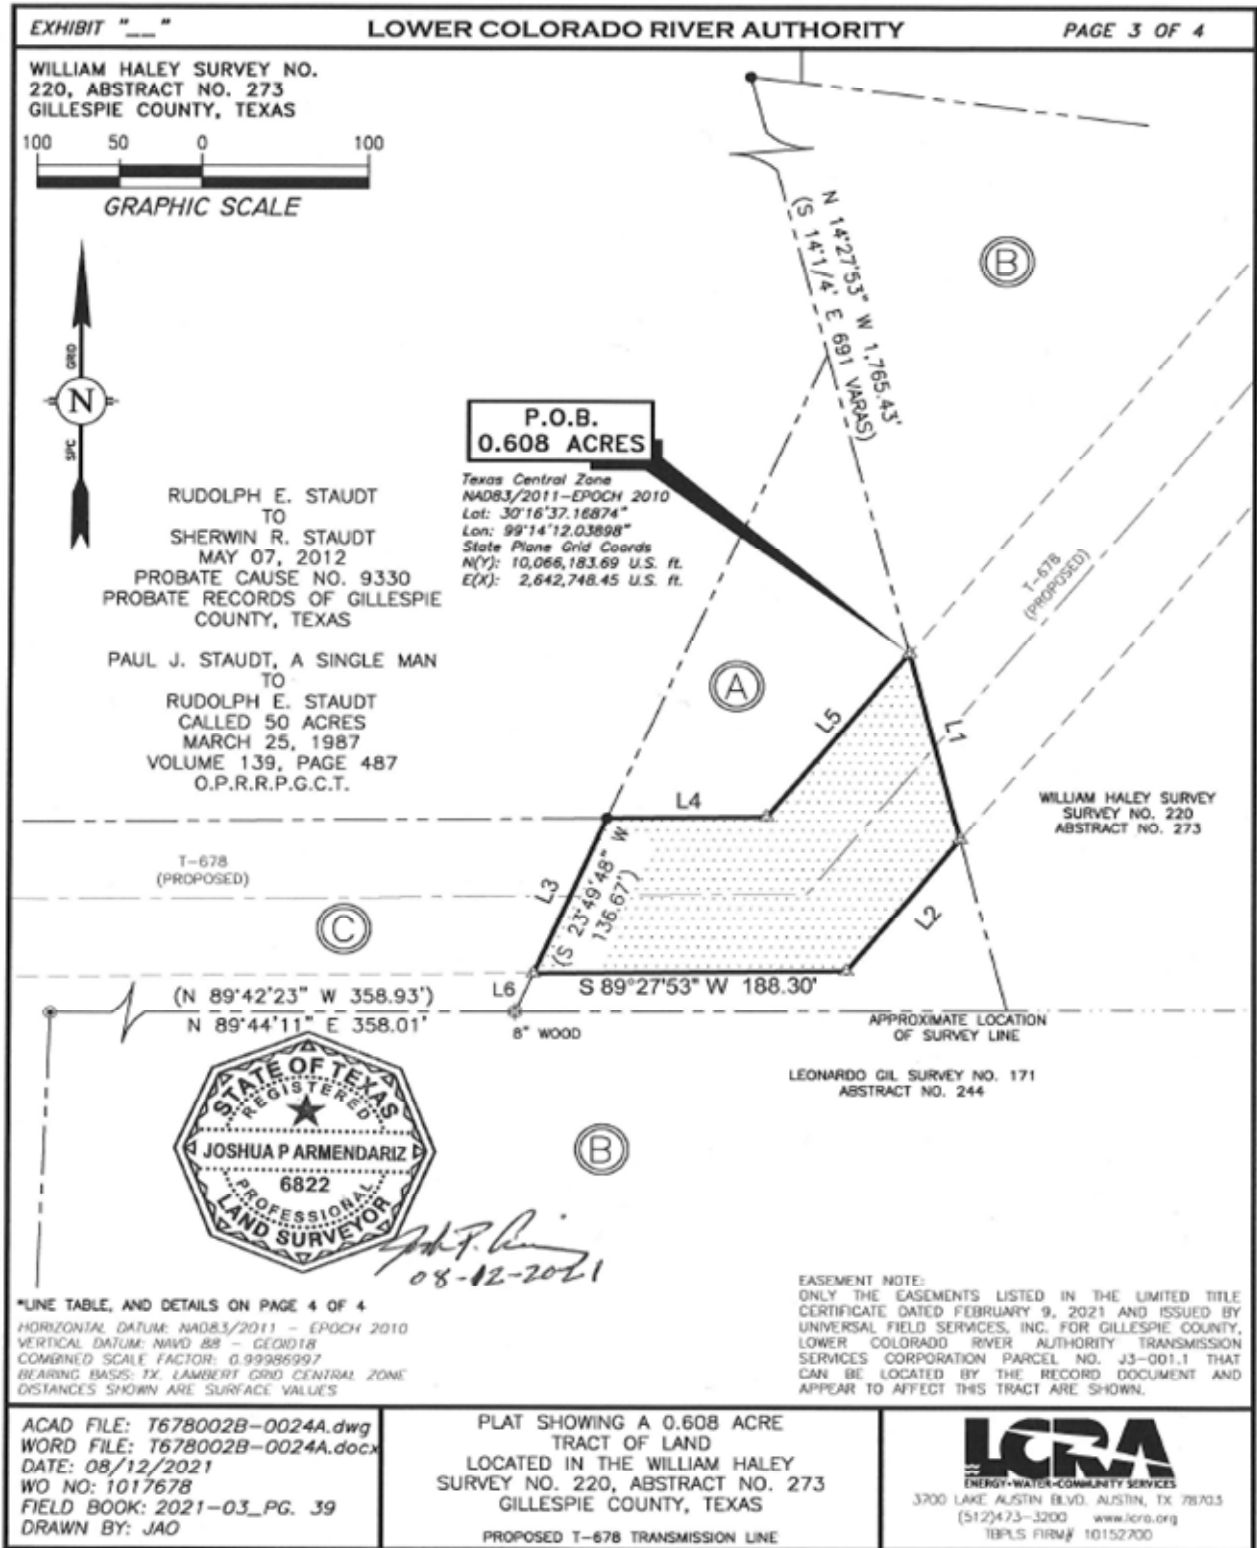 EXHIBIT "__"
LOWER COLORADO RIVER AUTHORITY
PAGE 3 OF 4
WILLIAM HALEY SURVEY NO.
220, ABSTRACT NO. 273
GILLESPIE COUNTY, TEXAS
100 50 0 100
GRAPHIC SCALE
N 14°27'53" W 1,765.43'
(S 14°1/4' E 691 VARAS)
B
GRID
N
SPC
P.O.B.
0.608 ACRES
Texas Central Zone
NAD83/2011-EPOCH 2010
Lat: 30°16'37.16874"
Lon: 99°14'12.03898"
State Plane Grid Coords
N(Y): 10,066,183.69 U.S. ft.
E(X): 2,642,748.45 U.S. ft.
RUDOLPH E. STAUDT
TO
SHERWIN R. STAUDT
MAY 07, 2012
PROBATE CAUSE NO. 9330
PROBATE RECORDS OF GILLESPIE
COUNTY, TEXAS
PAUL J. STAUDT, A SINGLE MAN
TO
RUDOLPH E. STAUDT
CALLED 50 ACRES
MARCH 25, 1987
VOLUME 139, PAGE 487
O.P.R.R.P.G.C.T.
T-678
(PROPOSED)
A
L5
L1
L4
WILLIAM HALEY SURVEY
SURVEY NO. 220
ABSTRACT NO. 273
T-678
(PROPOSED)
L3
(S 23°49'48" W
136.67')
L2
C
L6
S 89°27'53" W 188.30'
(N 89°42'23" W 358.93')
N 89°44'11" E 358.01'
8" WOOD
APPROXIMATE LOCATION
OF SURVEY LINE
LEONARDO GIL SURVEY NO. 171
ABSTRACT NO. 244
STATE OF TEXAS
REGISTERED
JOSHUA P ARMENDARIZ
6822
PROFESSIONAL
LAND SURVEYOR
B
08-12-2021
*LINE TABLE, AND DETAILS ON PAGE 4 OF 4
HORIZONTAL DATUM: NAD83/2011 - EPOCH 2010
VERTICAL DATUM: NAVD 88 - GEOID18
COMBINED SCALE FACTOR: 0.99986997
BEARING BASIS: TX. LAMBERT GRID CENTRAL ZONE
DISTANCES SHOWN ARE SURFACE VALUES
EASEMENT NOTE:
ONLY THE EASEMENTS LISTED IN THE LIMITED TITLE
CERTIFICATE DATED FEBRUARY 9, 2021 AND ISSUED BY
UNIVERSAL FIELD SERVICES, INC. FOR GILLESPIE COUNTY,
LOWER COLORADO RIVER AUTHORITY TRANSMISSION
SERVICES CORPORATION PARCEL NO. J3-001.1 THAT
CAN BE LOCATED BY THE RECORD DOCUMENT AND
APPEAR TO AFFECT THIS TRACT ARE SHOWN.
ACAD FILE: T678002B-0024A.dwg
WORD FILE: T678002B-0024A.docx
DATE: 08/12/2021
WO NO: 1017678
FIELD BOOK: 2021-03_PG. 39
DRAWN BY: JAO
PLAT SHOWING A 0.608 ACRE
TRACT OF LAND
LOCATED IN THE WILLIAM HALEY
SURVEY NO. 220, ABSTRACT NO. 273
GILLESPIE COUNTY, TEXAS
PROPOSED T-678 TRANSMISSION LINE
LCRA
ENERGY•WATER•COMMUNITY SERVICES
3700 LAKE AUSTIN BLVD. AUSTIN, TX 78703
(512)473-3200 www.lcra.org
TBPLS FIRM# 10152700